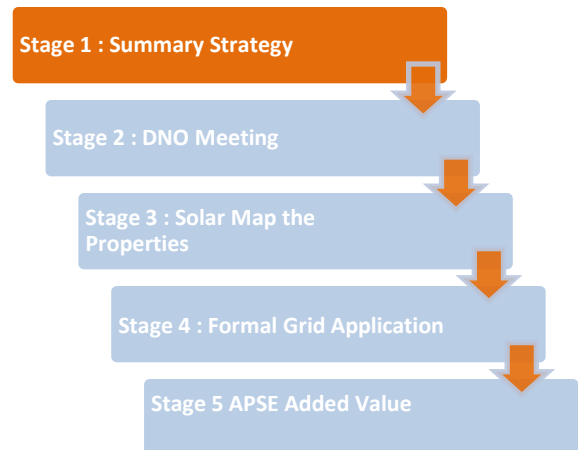 Stage 1 : Summary Strategy
Stage 2 : DNO Meeting
Stage 3 : Solar Map the
Properties
Stage 4 : Formal Grid Application
Stage 5 APSE Added Value